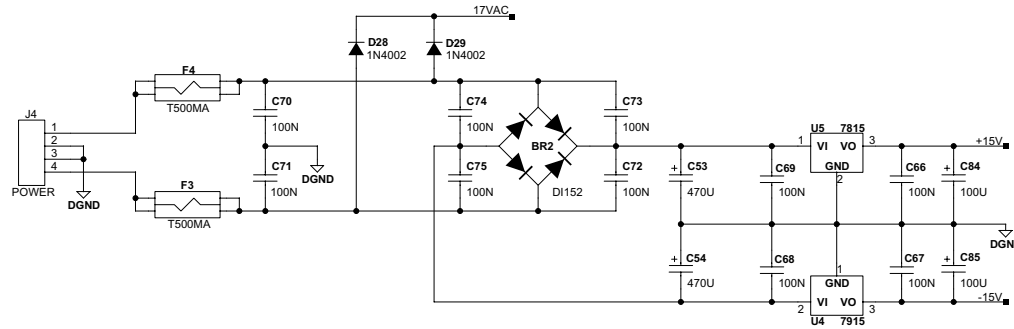 17VAC
D28
1N4002
D29
1N4002
F4
T500MA
J4
1
2
3
4
POWER
DGND
F3
T500MA
C70
100N
C71
100N
DGND
C74
100N
C75
100N
BR2
DI152
C73
100N
C72
100N
C53
+
470U
C69
100N
U5 7815
1 VI VO 3
GND
2
C66
100N
C84
+
100U
+15V
DGN
C54
+
470U
C68
100N
1
GND
2 VI VO 3
U4 7915
C67
100N
C85
+
100U
-15V